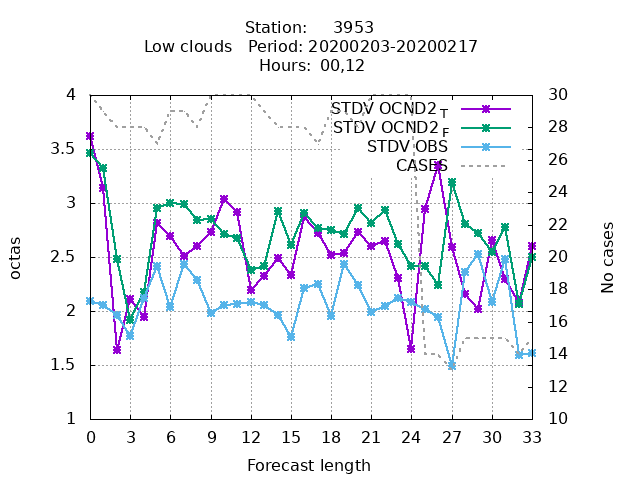 Station: 3953
Low clouds Period: 20200203-20200217
Hours: 00,12
STDV OCND2 T
STDV OCND2 F
STDV OBS
CASES
4
3.5
3
2.5
2
1.5
1
30
28
26
24
22
20
18
16
14
12
10
octas
No cases
0 3 6 9 12 15 18 21 24 27 30 33
Forecast length